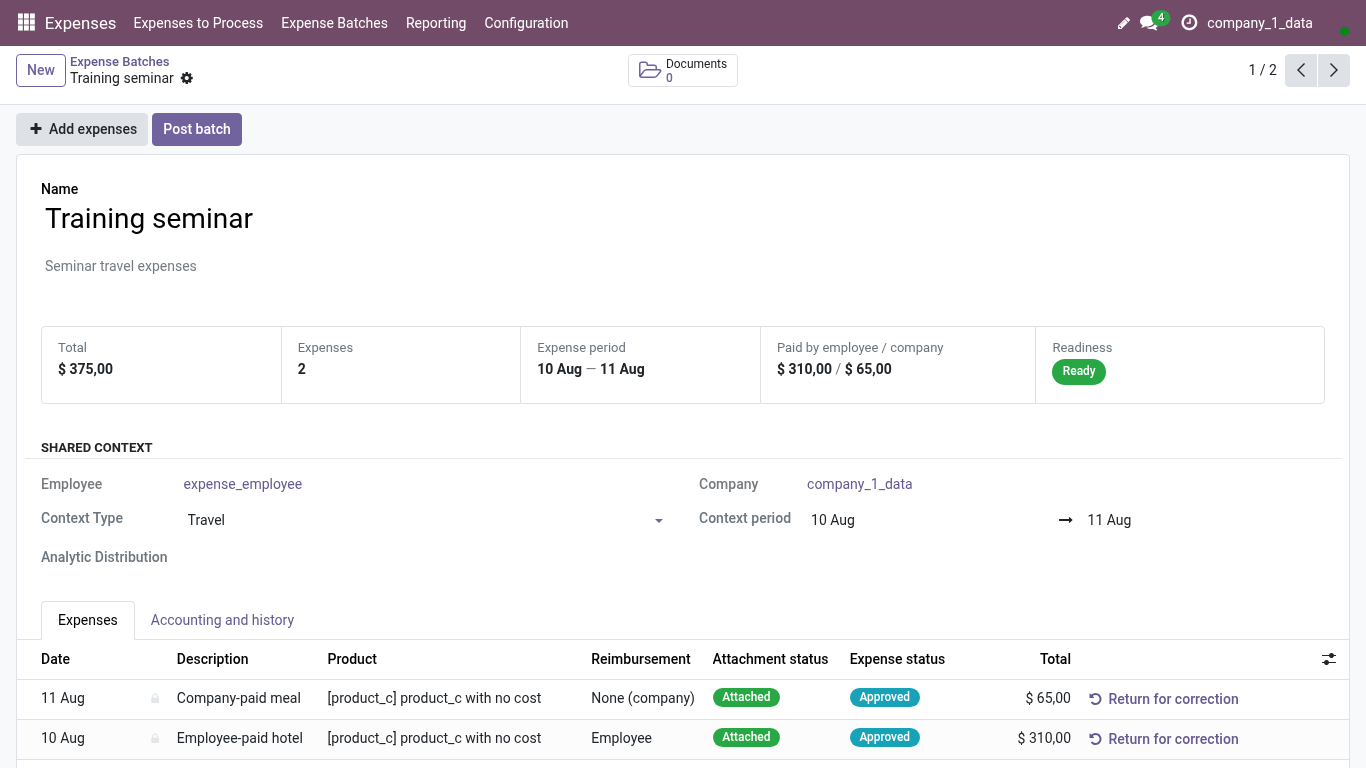 Expenses Expenses to Process Expense Batches Reporting Configuration 4 company_1_data
New Expense Batches Documents 1 / 2
Training seminar 0
Add expenses Post batch
Name
Training seminar
Seminar travel expenses
Total Expenses Expense period Paid by employee / company Readiness
$ 375,00 2 10 Aug — 11 Aug $ 310,00 / $ 65,00 Ready
SHARED CONTEXT
Employee expense_employee Company company_1_data
Context Type Travel Context period 10 Aug → 11 Aug
Analytic Distribution
Expenses Accounting and history
Date Description Product Reimbursement Attachment status Expense status Total
11 Aug Company-paid meal [product_c] product_c with no cost None (company) Attached Approved $ 65,00 Return for correction
10 Aug Employee-paid hotel [product_c] product_c with no cost Employee Attached Approved $ 310,00 Return for correction